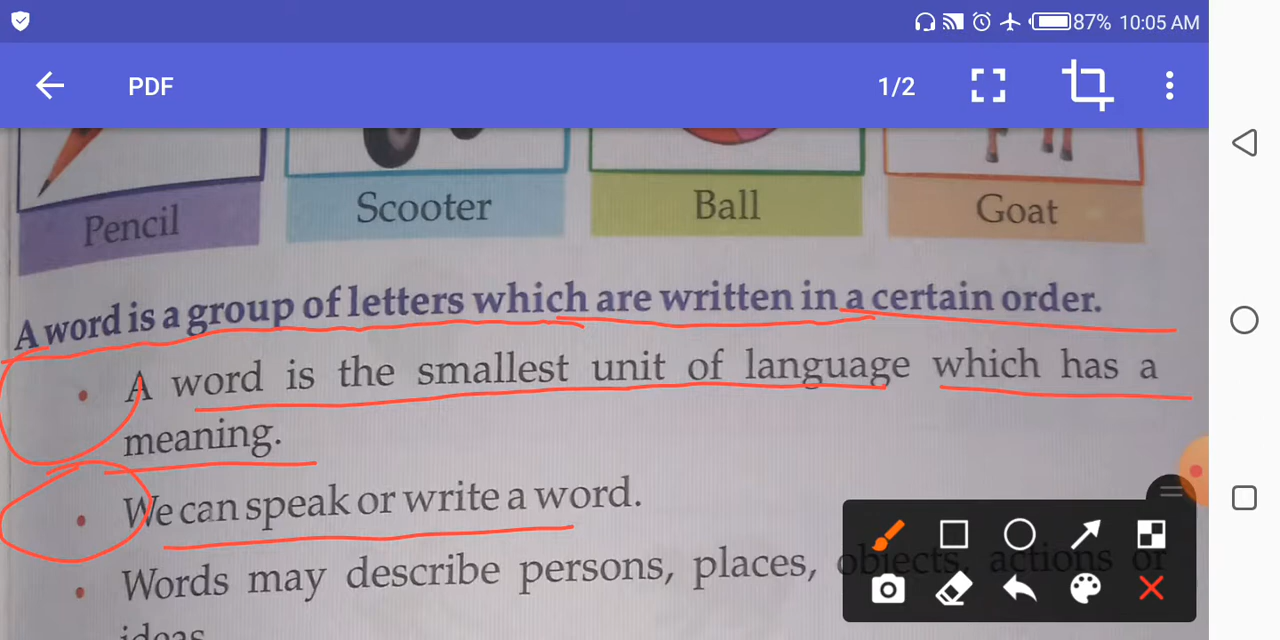 87% 10:05 AM
PDF 1/2
Pencil Scooter Ball Goat
A word is a group of letters which are written in a certain order.
• A word is the smallest unit of language which has a
meaning.
• We can speak or write a word.
• Words may describe persons, places, objects, actions or
ideas.